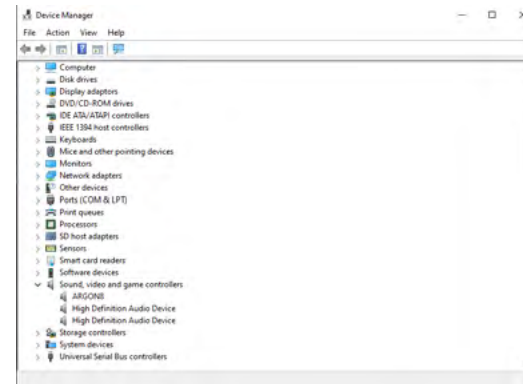 Device Manager
File Action View Help
Computer
Disk drives
Display adaptors
DVD/CD-ROM drives
IDE ATA/ATAPI controllers
IEEE 1394 host controllers
Keyboards
Mice and other pointing devices
Monitors
Network adapters
Other devices
Ports (COM & LPT)
Print queues
Processors
SD host adapters
Sensors
Smart card readers
Software devices
Sound, video and game controllers
ARGON8
High Definition Audio Device
High Definition Audio Device
Storage controllers
System devices
Universal Serial Bus controllers